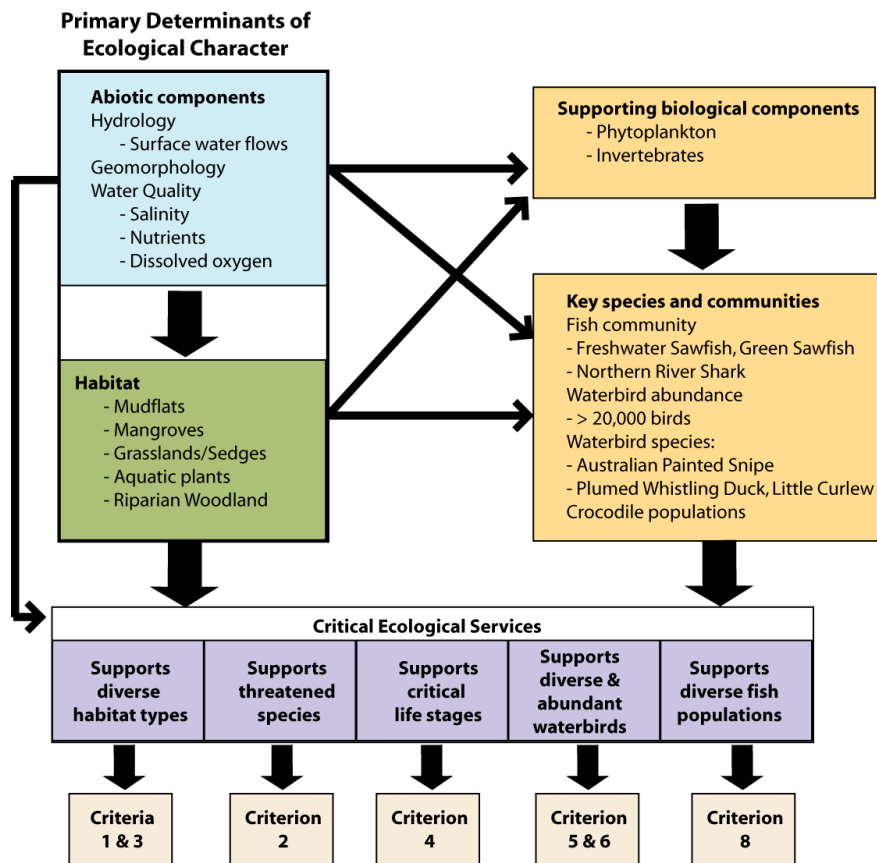 Primary Determinants of
Ecological Character
Abiotic components
Hydrology
- Surface water flows
Geomorphology
Water Quality
- Salinity
- Nutrients
- Dissolved oxygen
Habitat
- Mudflats
- Mangroves
- Grasslands/Sedges
- Aquatic plants
- Riparian Woodland
Supporting biological components
- Phytoplankton
- Invertebrates
Key species and communities
Fish community
- Freshwater Sawfish, Green Sawfish
- Northern River Shark
Waterbird abundance
- > 20,000 birds
Waterbird species:
- Australian Painted Snipe
- Plumed Whistling Duck, Little Curlew
Crocodile populations
Critical Ecological Services
Supports
diverse
habitat types
Supports
threatened
species
Supports
critical
life stages
Supports
diverse &
abundant
waterbirds
Supports
diverse fish
populations
Criteria
1 & 3
Criterion
2
Criterion
4
Criterion
5 & 6
Criterion
8